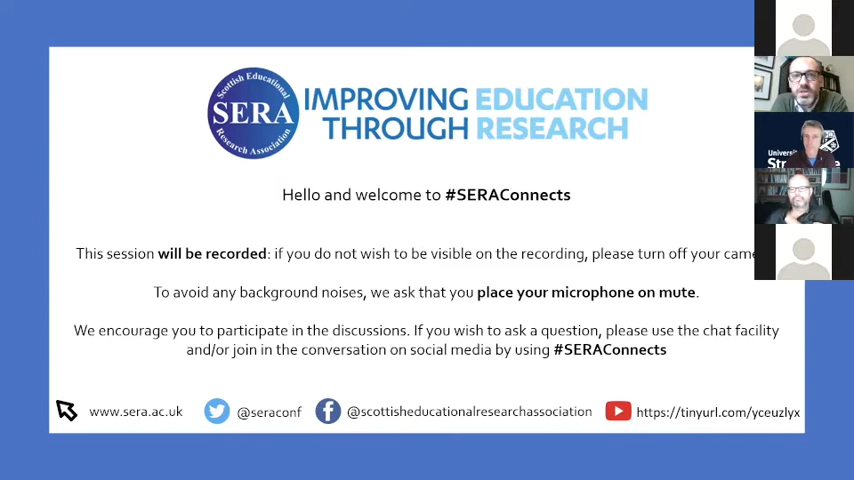 Scottish Educational
SERA
Research Association
IMPROVING EDUCATION
THROUGH RESEARCH
Hello and welcome to #SERAConnects
This session will be recorded: if you do not wish to be visible on the recording, please turn off your came
To avoid any background noises, we ask that you place your microphone on mute.
We encourage you to participate in the discussions. If you wish to ask a question, please use the chat facility
and/or join in the conversation on social media by using #SERAConnects
www.sera.ac.uk @seraconf @scottisheducationalresearchassociation https://tinyurl.com/yceuzlyx